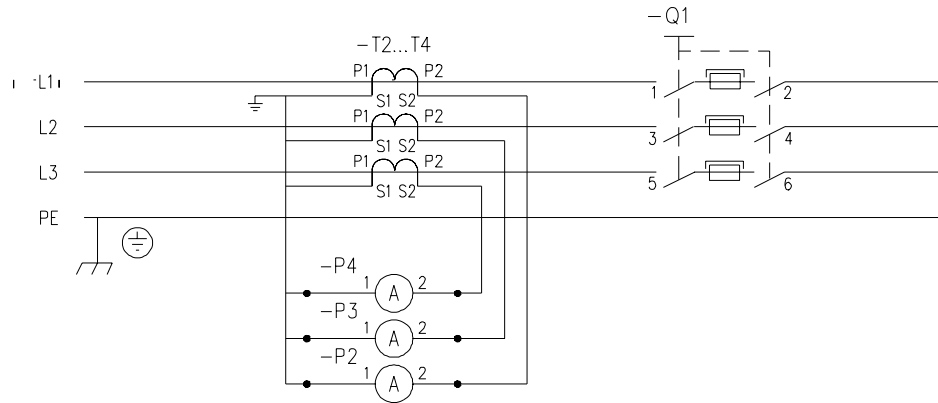 -Q1
-T2...T4
P1 P2
L1
1 2
S1 S2
P1 P2
L2
3 4
S1 S2
P1 P2
L3
5 6
S1 S2
PE
-P4
1 A 2
-P3
1 A 2
-P2
1 A 2